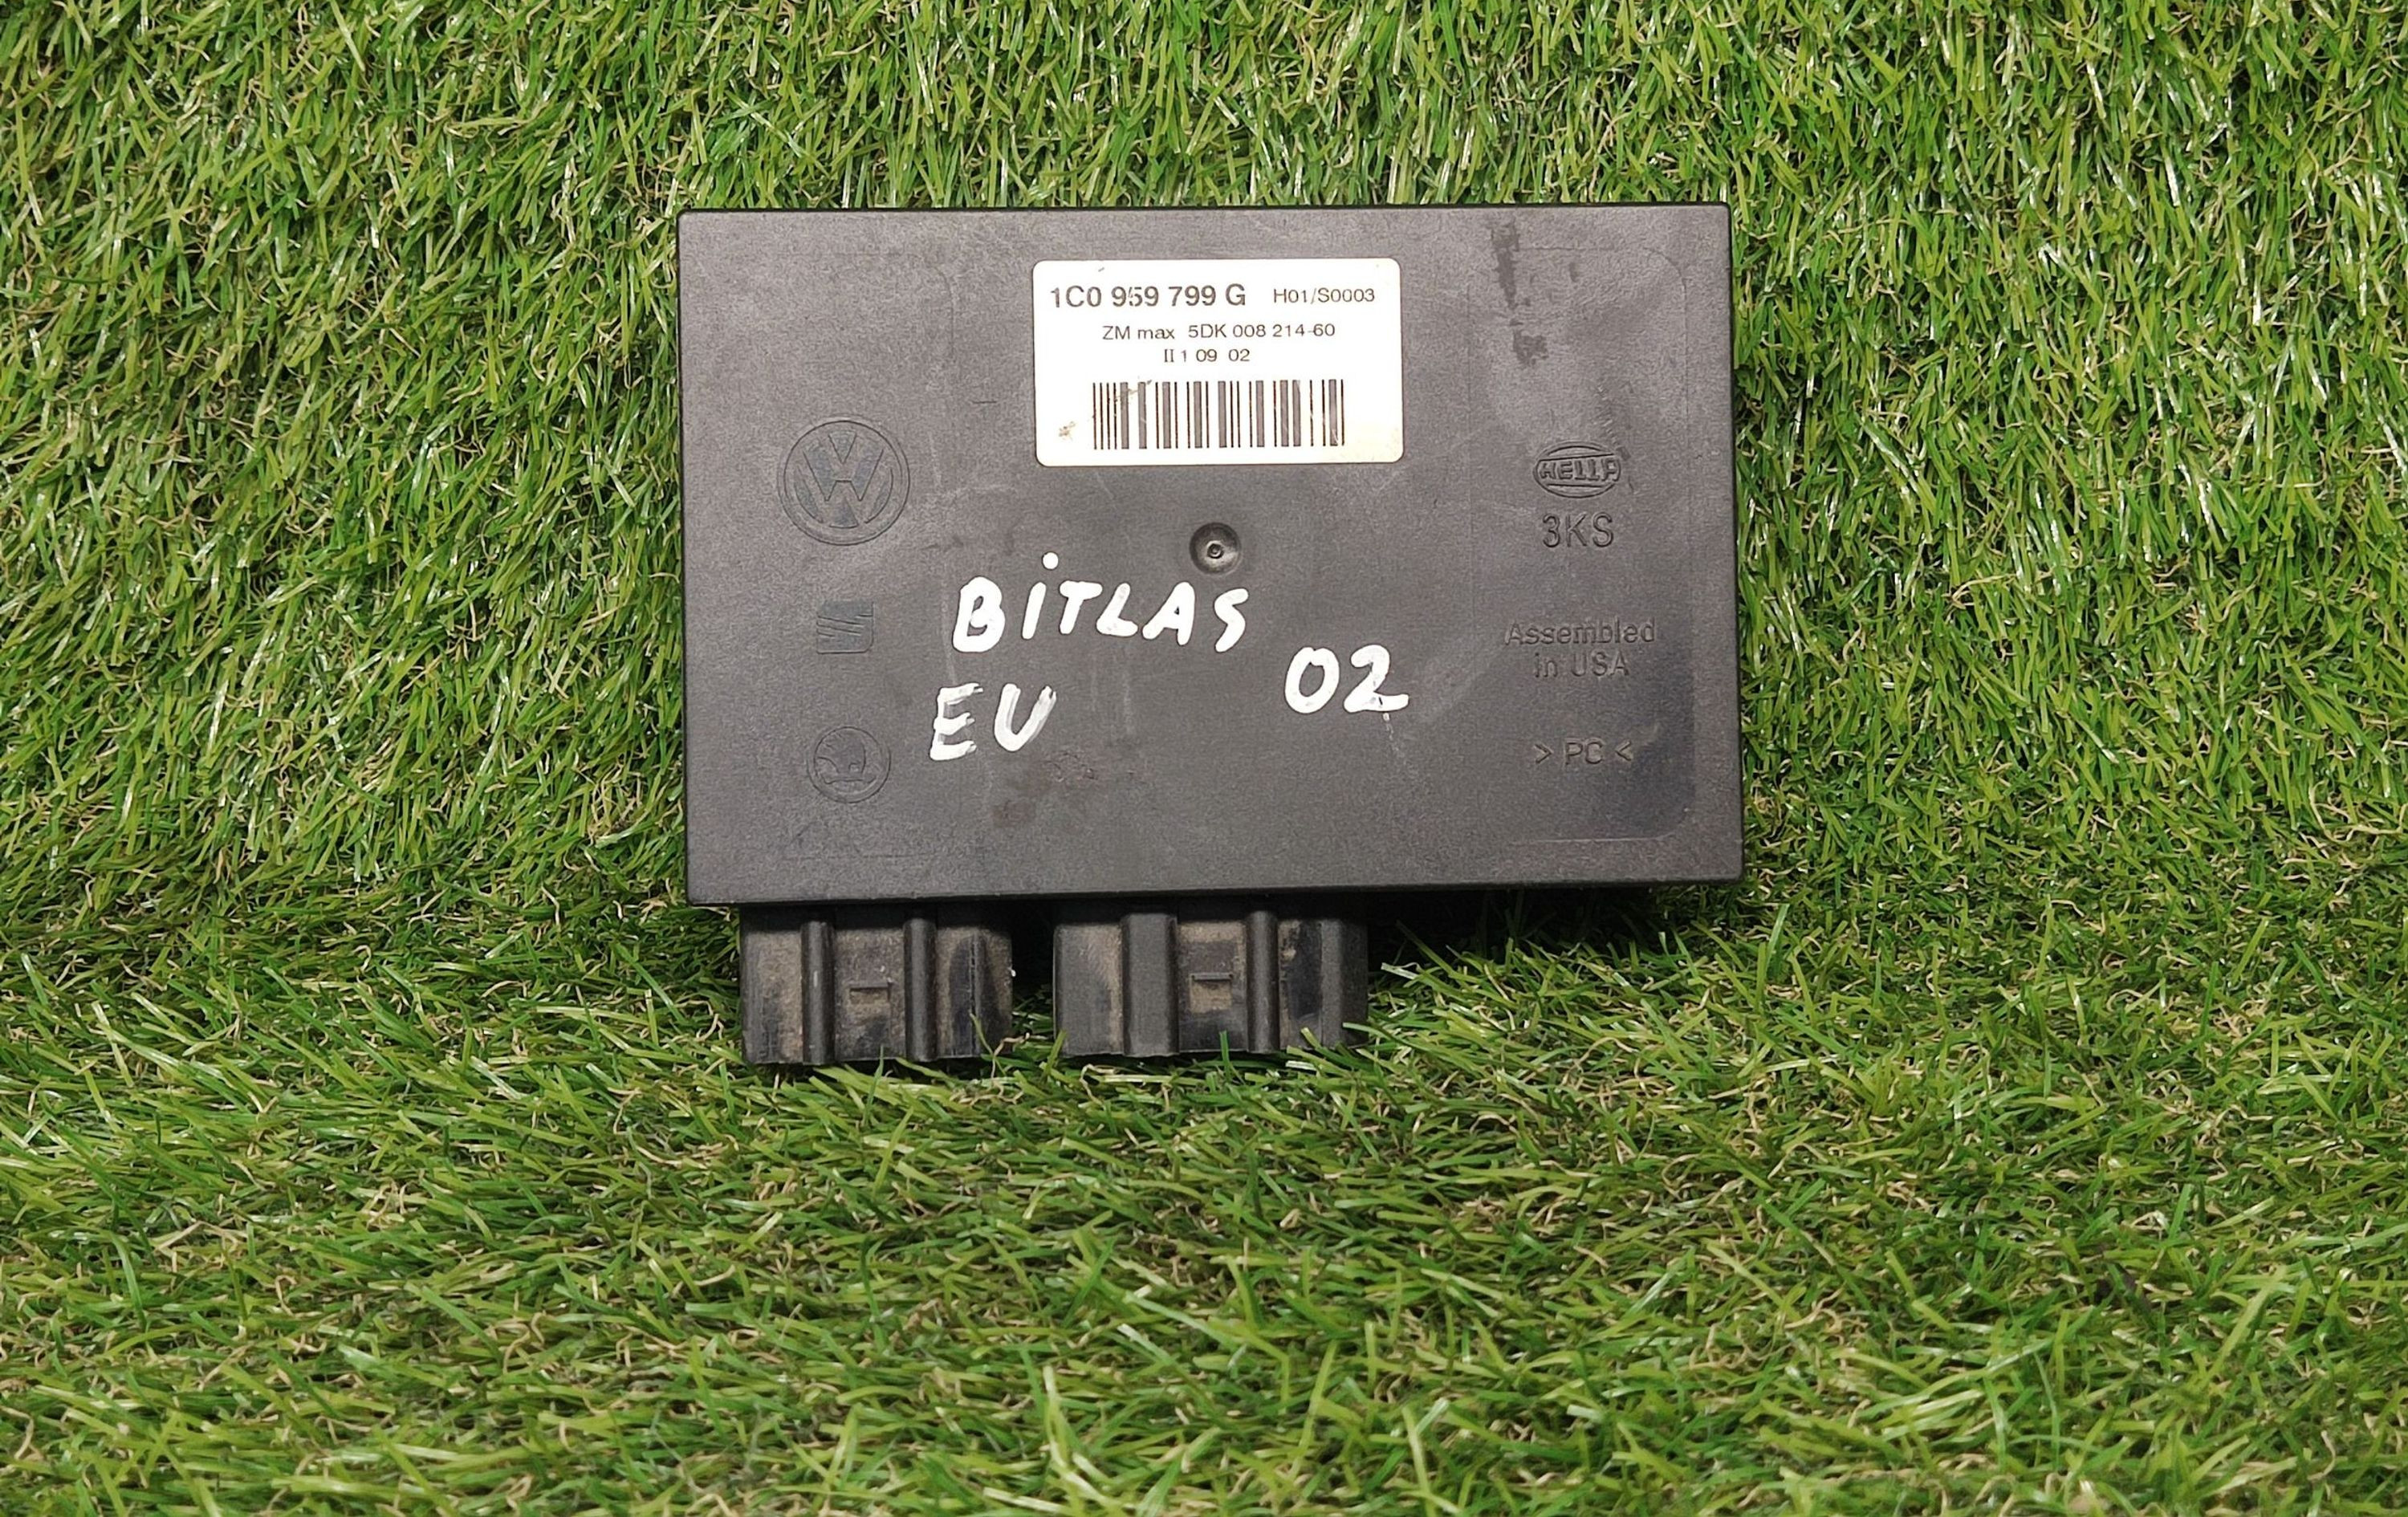 1C0 959 799 G H01/S0003
ZM max 5DK 008 214-60
II 1 09 02
HELLA
3KS
BiTLAS
Assembled
in USA
EU
02
> PC <